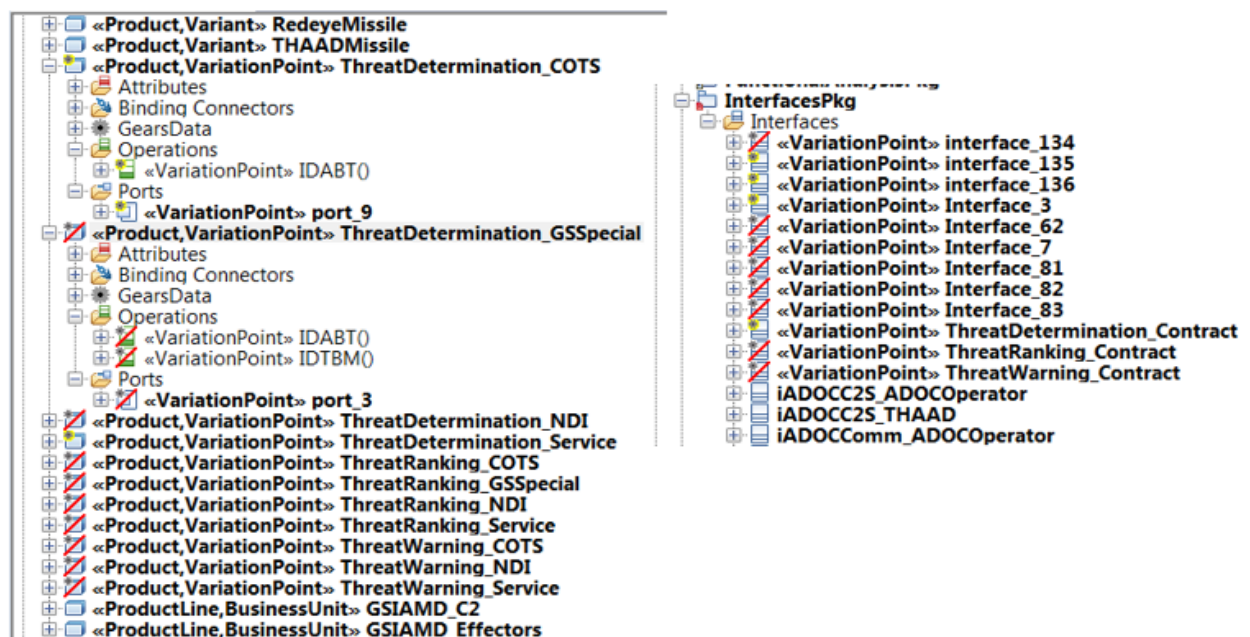 «Product,Variant» RedeyeMissile
«Product,Variant» THAADMissile
«Product,VariationPoint» ThreatDetermination_COTS
Attributes
Binding Connectors
GearsData
Operations
«VariationPoint» IDABT()
Ports
«VariationPoint» port_9
«Product,VariationPoint» ThreatDetermination_GSSpecial
Attributes
Binding Connectors
GearsData
Operations
«VariationPoint» IDABT()
«VariationPoint» IDTBM()
Ports
«VariationPoint» port_3
«Product,VariationPoint» ThreatDetermination_NDI
«Product,VariationPoint» ThreatDetermination_Service
«Product,VariationPoint» ThreatRanking_COTS
«Product,VariationPoint» ThreatRanking_GSSpecial
«Product,VariationPoint» ThreatRanking_NDI
«Product,VariationPoint» ThreatRanking_Service
«Product,VariationPoint» ThreatWarning_COTS
«Product,VariationPoint» ThreatWarning_NDI
«Product,VariationPoint» ThreatWarning_Service
«ProductLine,BusinessUnit» GSIAMD_C2
«ProductLine,BusinessUnit» GSIAMD_Effectors
InterfacesPkg
Interfaces
«VariationPoint» interface_134
«VariationPoint» interface_135
«VariationPoint» interface_136
«VariationPoint» Interface_3
«VariationPoint» Interface_62
«VariationPoint» Interface_7
«VariationPoint» Interface_81
«VariationPoint» Interface_82
«VariationPoint» Interface_83
«VariationPoint» ThreatDetermination_Contract
«VariationPoint» ThreatRanking_Contract
«VariationPoint» ThreatWarning_Contract
iADOCC2S_ADOCOperator
iADOCC2S_THAAD
iADOCComm_ADOCOperator